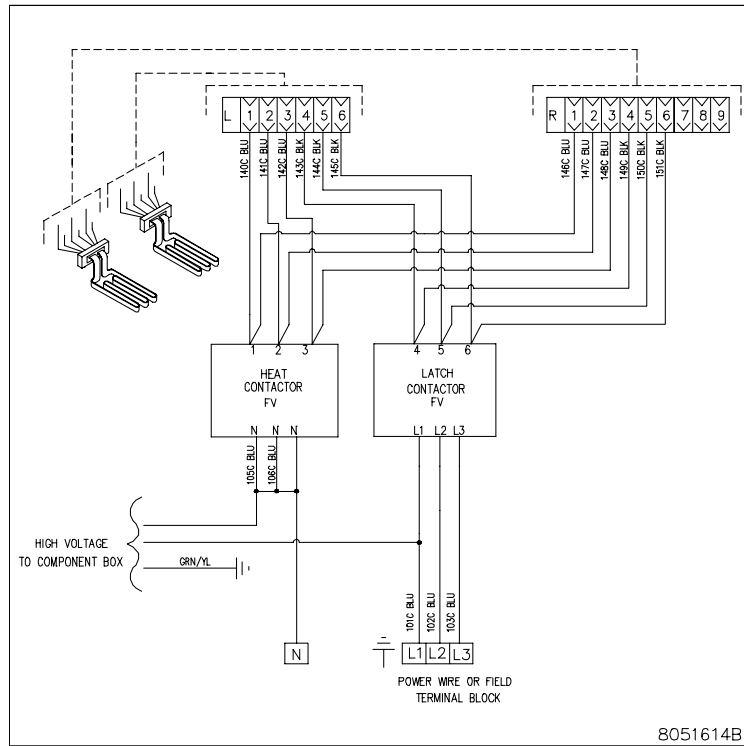 L 1 2 3 4 5 6
R 1 2 3 4 5 6 7 8 9
140C BLU
141C BLU
142C BLU
143C BLK
144C BLK
145C BLK
146C BLU
147C BLU
148C BLU
149C BLK
150C BLK
151C BLK
1 2 3
HEAT
CONTACTOR
FV
N N N
4 5 6
LATCH
CONTACTOR
FV
L1 L2 L3
105C BLU
106C BLU
HIGH VOLTAGE
TO COMPONENT BOX
GRN/YL
101C BLU
102C BLU
103C BLU
N
L1 L2 L3
POWER WIRE OR FIELD
TERMINAL BLOCK
8051614B